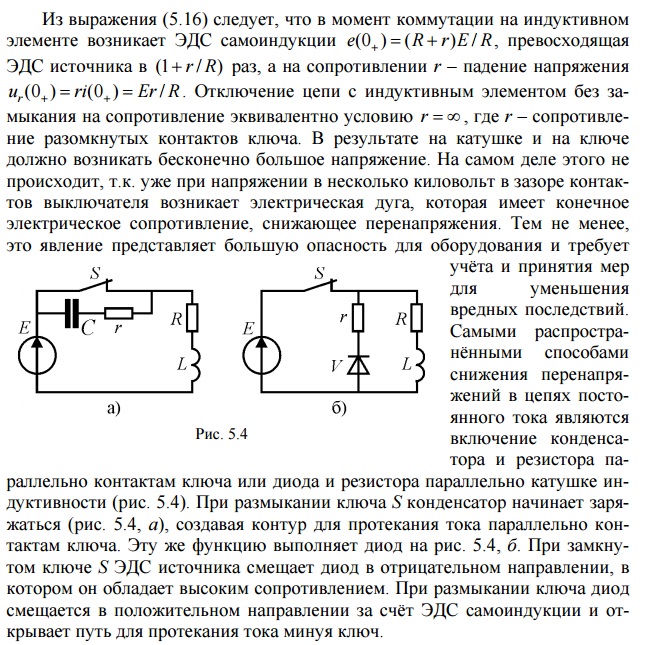 Из выражения (5.16) следует, что в момент коммутации на индуктивном
элементе возникает ЭДС самоиндукции e(0₊) = (R + r)E / R, превосходящая
ЭДС источника в (1 + r / R) раз, а на сопротивлении r – падение напряжения
uᵣ(0₊) = ri(0₊) = Er / R. Отключение цепи с индуктивным элементом без за-
мыкания на сопротивление эквивалентно условию r = ∞, где r – сопротивле-
ние разомкнутых контактов ключа. В результате на катушке и на ключе
должно возникать бесконечно большое напряжение. На самом деле этого не
происходит, т.к. уже при напряжении в несколько киловольт в зазоре контак-
тов выключателя возникает электрическая дуга, которая имеет конечное
электрическое сопротивление, снижающее перенапряжения. Тем не менее,
это явление представляет большую опасность для оборудования и требует
учёта и принятия мер
для уменьшения
вредных последствий.
Самыми распростра-
нёнными способами
снижения перенапря-
жений в цепях посто-
янного тока являются
включение конденса-
тора и резистора па-
S
E
C
r
R
L
а)
S
E
r
V
R
L
б)
Рис. 5.4
раллельно контактам ключа или диода и резистора параллельно катушке ин-
дуктивности (рис. 5.4). При размыкании ключа S конденсатор начинает заря-
жаться (рис. 5.4, а), создавая контур для протекания тока параллельно кон-
тактам ключа. Эту же функцию выполняет диод на рис. 5.4, б. При замкну-
том ключе S ЭДС источника смещает диод в отрицательном направлении, в
котором он обладает высоким сопротивлением. При размыкании ключа диод
смещается в положительном направлении за счёт ЭДС самоиндукции и от-
крывает путь для протекания тока минуя ключ.